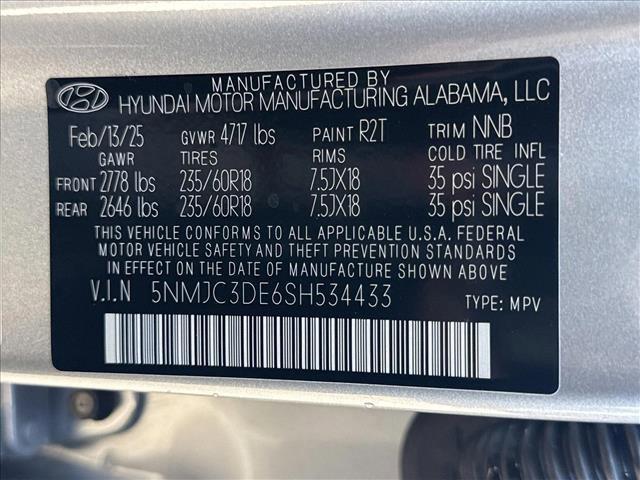 MANUFACTURED BY
HYUNDAI MOTOR MANUFACTURING ALABAMA, LLC
Feb/13/25 GVWR 4717 lbs PAINT R2T TRIM NNB
GAWR TIRES RIMS COLD TIRE INFL
FRONT 2778 lbs 235/60R18 7.5JX18 35 psi SINGLE
REAR 2646 lbs 235/60R18 7.5JX18 35 psi SINGLE
THIS VEHICLE CONFORMS TO ALL APPLICABLE U.S.A. FEDERAL
MOTOR VEHICLE SAFETY AND THEFT PREVENTION STANDARDS
IN EFFECT ON THE DATE OF MANUFACTURE SHOWN ABOVE.
V.I.N 5NMJC3DE6SH534433 TYPE: MPV